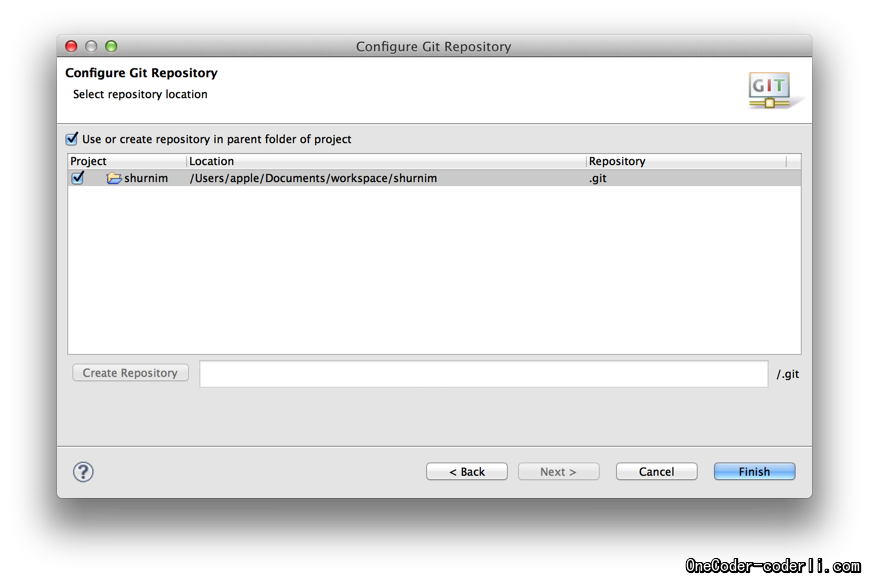 Configure Git Repository
Configure Git Repository
Select repository location
GIT
Use or create repository in parent folder of project
Project Location Repository
shurnim /Users/apple/Documents/workspace/shurnim .git
Create Repository /.git
? < Back Next > Cancel Finish
OneCoder-coderli.com